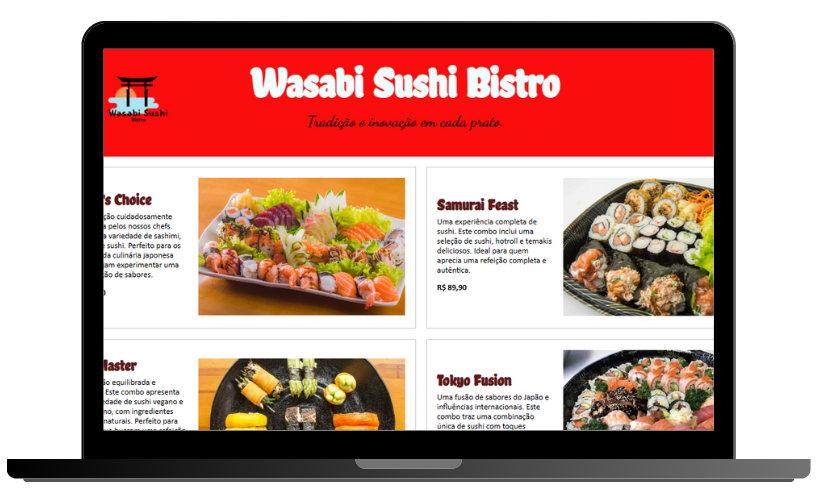 Wasabi Sushi Bistro
Tradição e inovação em cada prato.
Wasabi Sushi
Bistro
's Choice
ção cuidadosamente
a pelos nossos chefs.
a variedade de sashimi,
e sushi. Perfeito para os
da culinária japonesa
am experimentar uma
ão de sabores.
Samurai Feast
Uma experiência completa de
sushi. Este combo inclui uma
seleção de sushi, hotroll e temakis
deliciosos. Ideal para quem
aprecia uma refeição completa e
autêntica.
R$ 89,90
Master
ão equilibrada e
Este combo apresenta
edade de sushi vegano e
no, com ingredientes
naturais. Perfeito para
Tokyo Fusion
Uma fusão de sabores do Japão e
influências internacionais. Este
combo traz uma combinação
única de sushi com toques